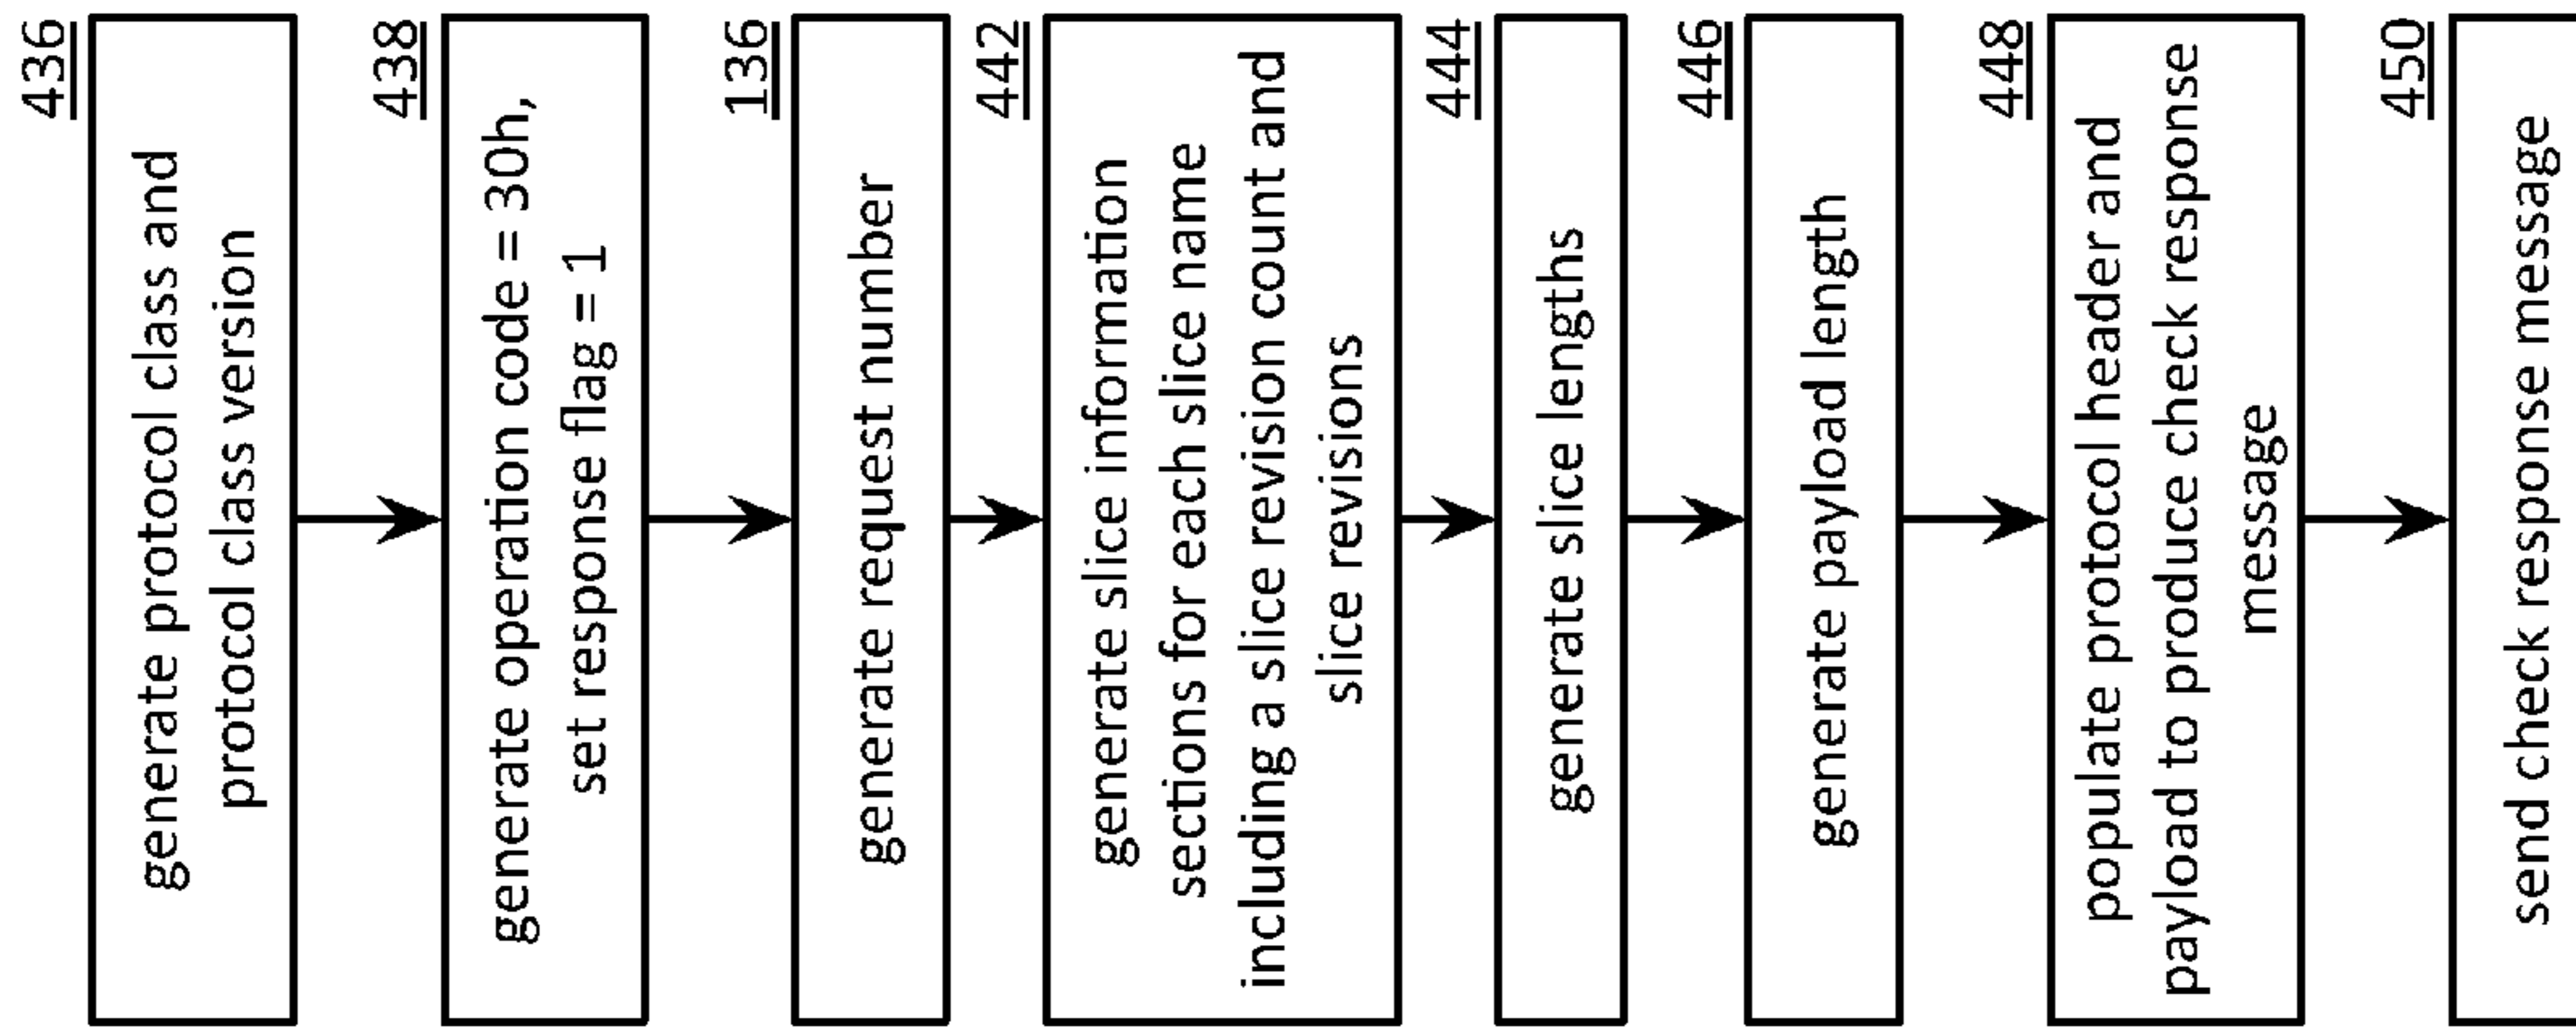 436
generate protocol class and
protocol class version
438
generate operation code = 30h,
set response flag = 1
136
generate request number
442
generate slice information
sections for each slice name
including a slice revision count and
slice revisions
444
generate slice lengths
446
generate payload length
448
populate protocol header and
payload to produce check response
message
450
send check response message